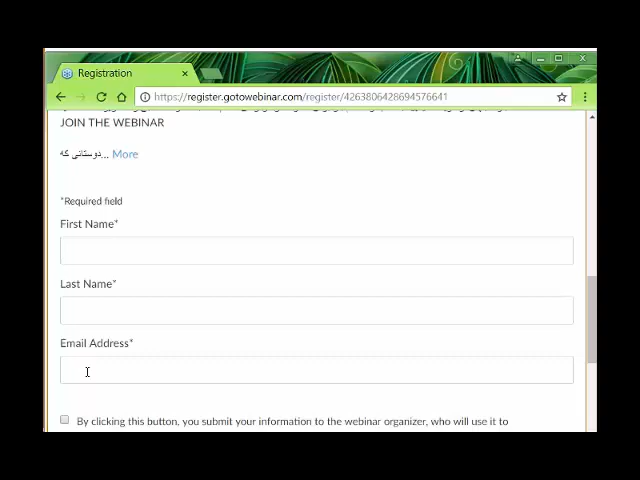 Registration
https://register.gotowebinar.com/register/4263806428694576641
JOIN THE WEBINAR
دوستانی که ... More
*Required field
First Name*
Last Name*
Email Address*
By clicking this button, you submit your information to the webinar organizer, who will use it to